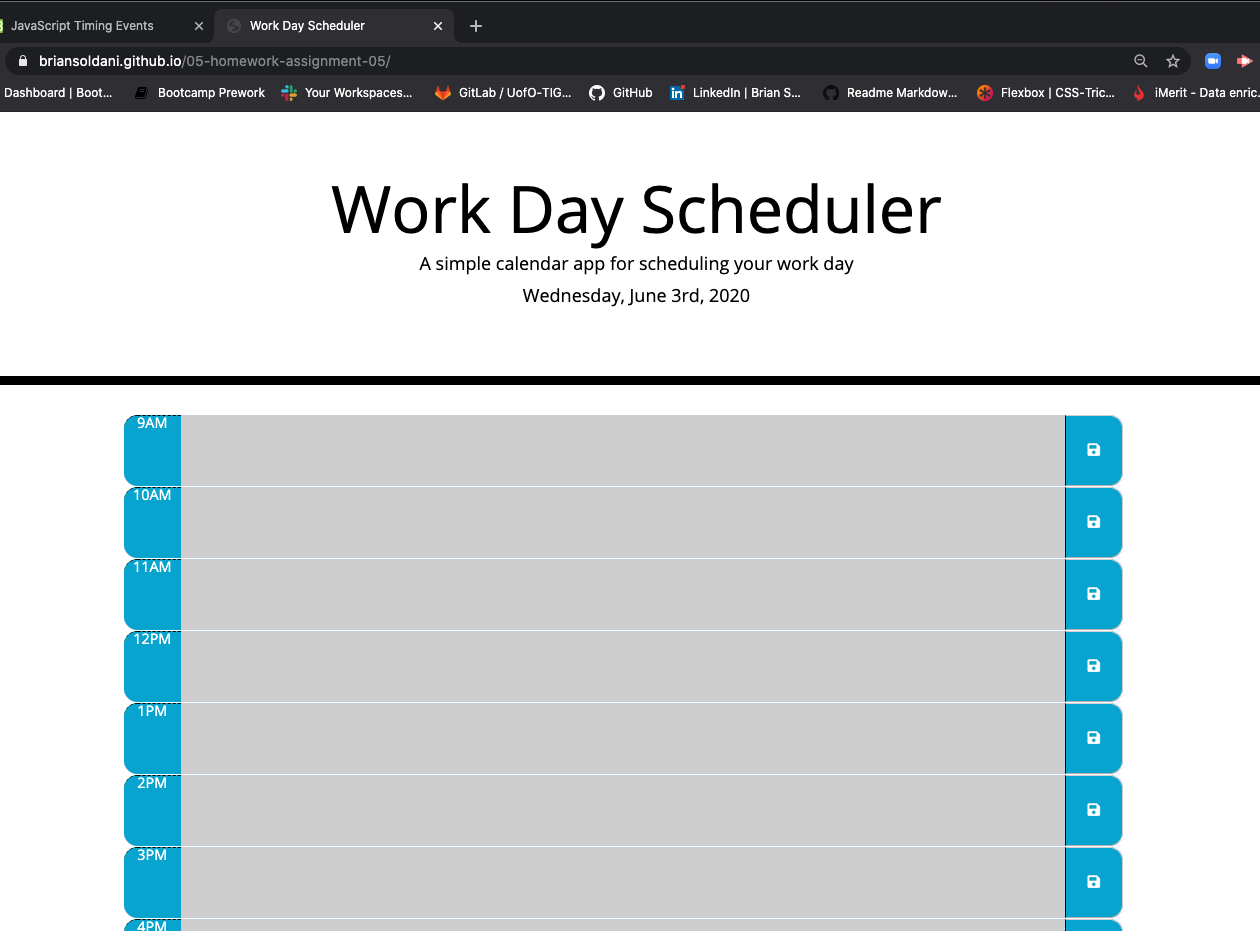 JavaScript Timing Events
Work Day Scheduler
briansoldani.github.io/05-homework-assignment-05/
Dashboard | Boot... Bootcamp Prework Your Workspaces... GitLab / UofO-TIG... GitHub LinkedIn | Brian S... Readme Markdow... Flexbox | CSS-Tric... iMerit - Data enric.
Work Day Scheduler
A simple calendar app for scheduling your work day
Wednesday, June 3rd, 2020
9AM
10AM
11AM
12PM
1PM
2PM
3PM
4PM